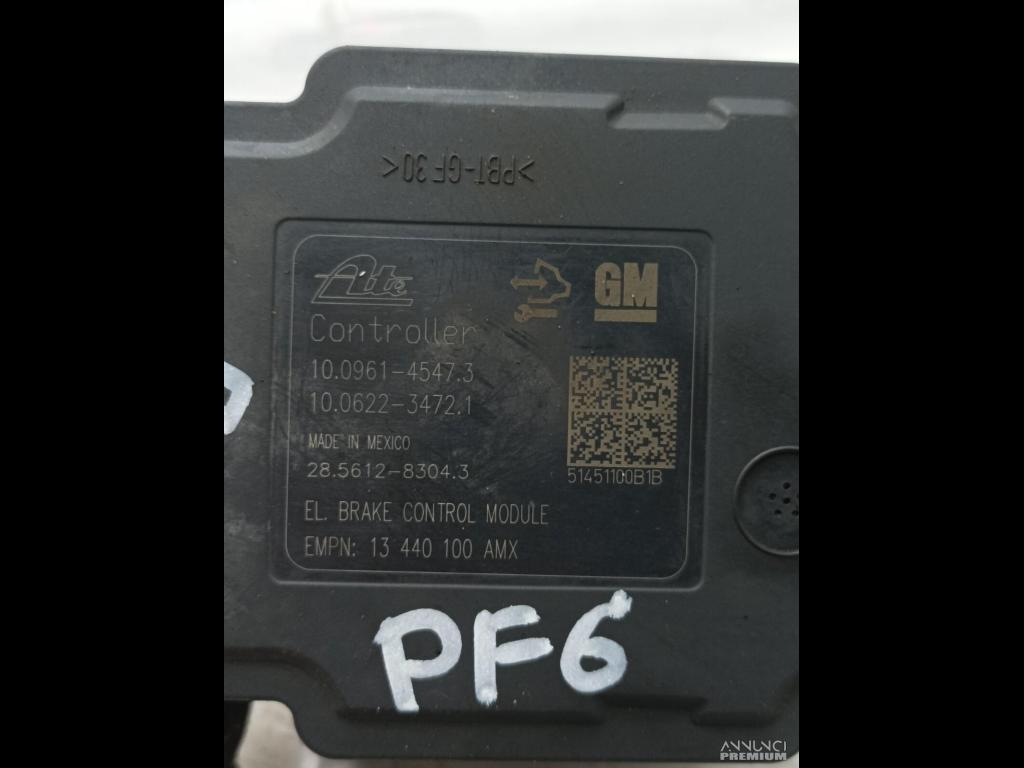 >PBT-GF30<
Ate
GM
Controller
10.0961-4547.3
10.0622-3472.1
MADE IN MEXICO
28.5612-8304.3
51451100B1B
EL. BRAKE CONTROL MODULE
EMPN: 13 440 100 AMX
PF6
ANNUNCI
PREMIUM